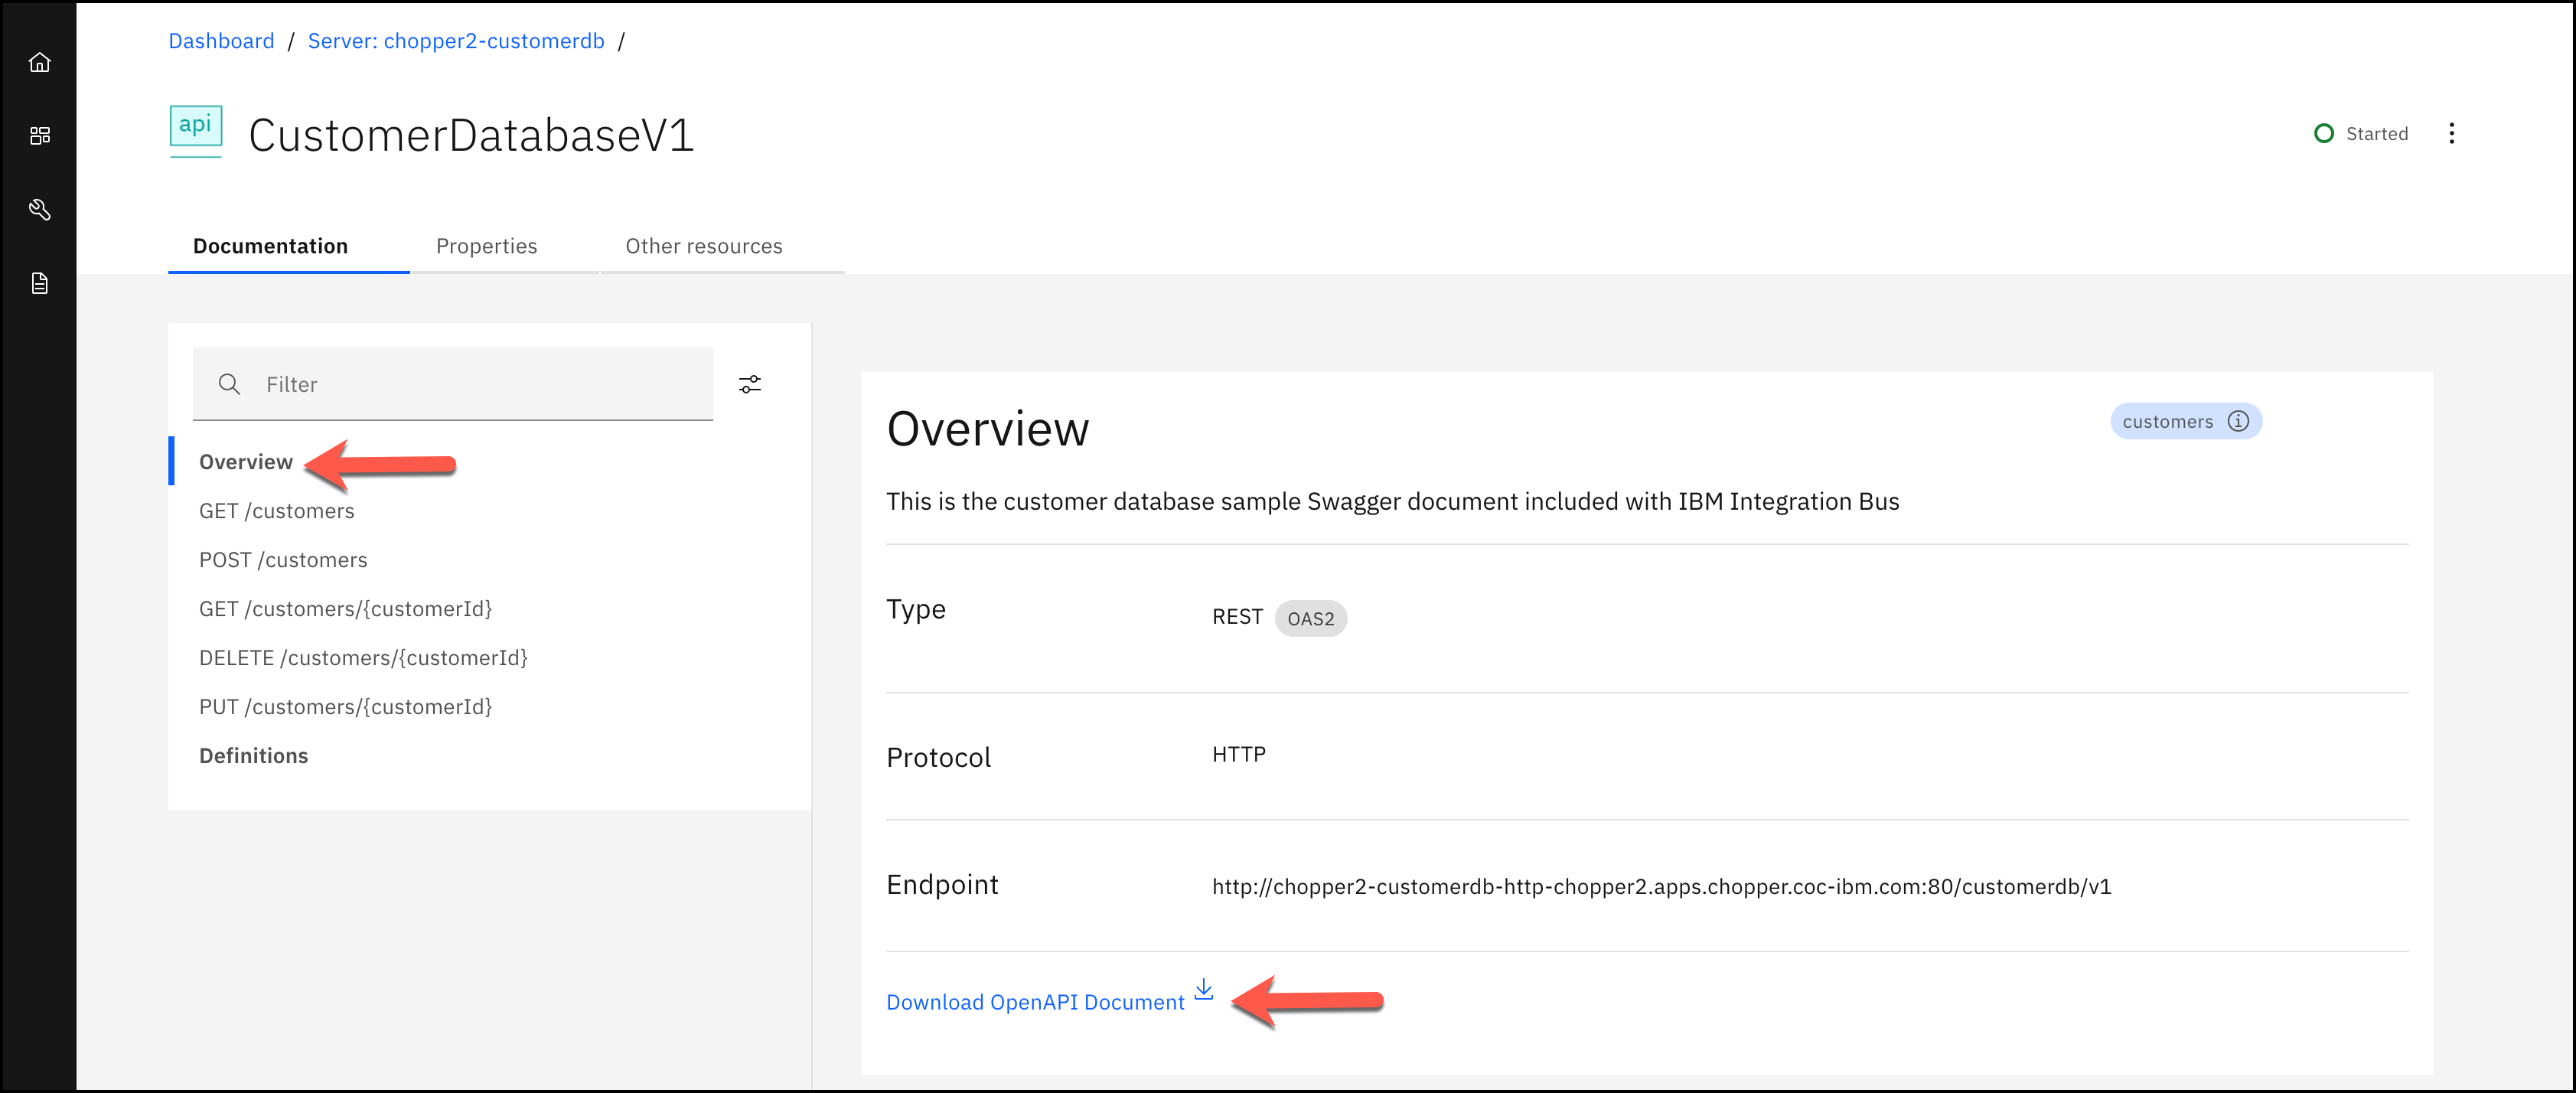 Dashboard / Server: chopper2-customerdb /
api
CustomerDatabaseV1
Started
Documentation
Properties
Other resources
Filter
Overview
GET /customers
POST /customers
GET /customers/{customerId}
DELETE /customers/{customerId}
PUT /customers/{customerId}
Definitions
Overview
customers
This is the customer database sample Swagger document included with IBM Integration Bus
Type
REST OAS2
Protocol
HTTP
Endpoint
http://chopper2-customerdb-http-chopper2.apps.chopper.coc-ibm.com:80/customerdb/v1
Download OpenAPI Document